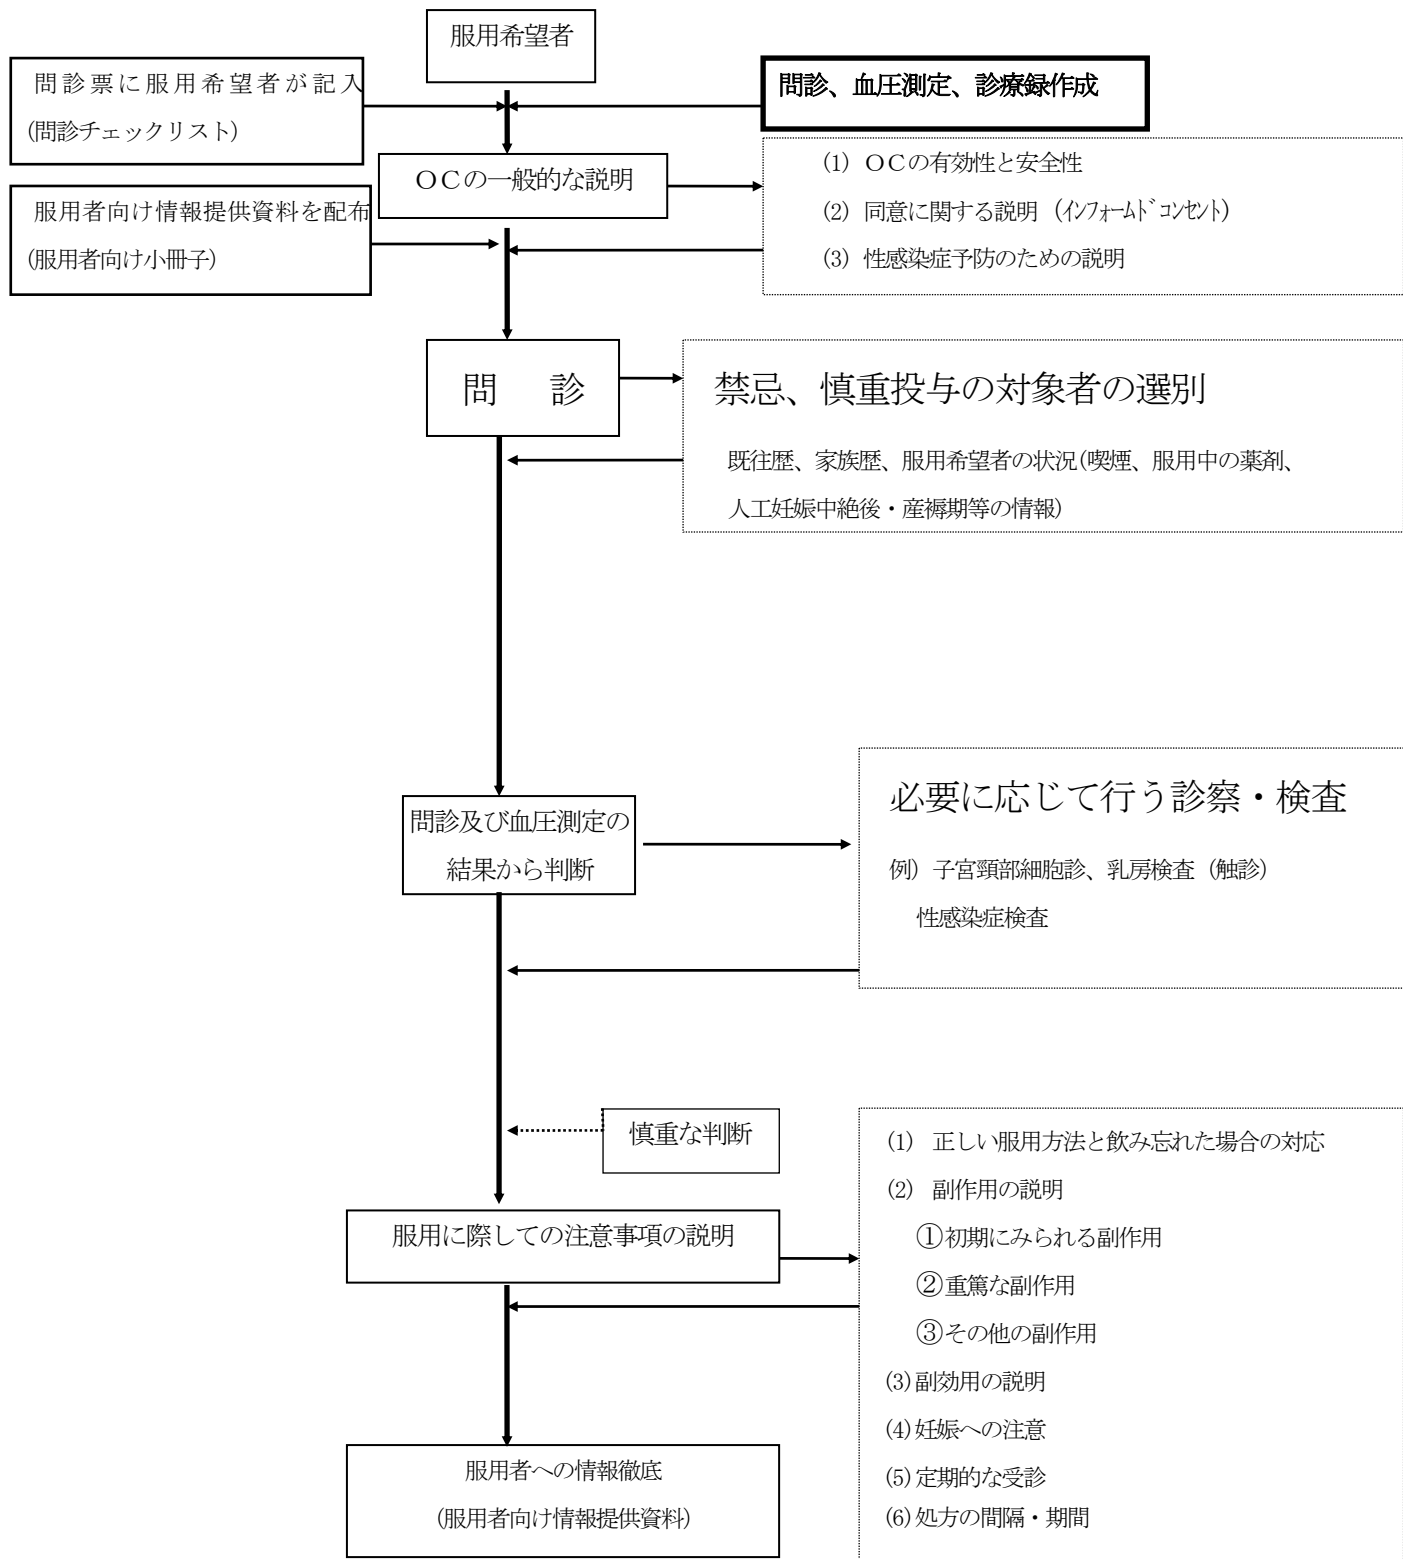 服用希望者
問診票に服用希望者が記入
(問診チェックリスト)
問診、血圧測定、診療録作成
OCの一般的な説明
(1) OCの有効性と安全性
(2) 同意に関する説明 (ｲﾝﾌｫｰﾑﾄﾞｺﾝｾﾝﾄ)
(3) 性感染症予防のための説明
服用者向け情報提供資料を配布
(服用者向け小冊子)
問　診
禁忌、慎重投与の対象者の選別
既往歴、家族歴、服用希望者の状況(喫煙、服用中の薬剤、
人工妊娠中絶後・産褥期等の情報)
問診及び血圧測定の
結果から判断
必要に応じて行う診察・検査
例) 子宮頸部細胞診、乳房検査 (触診)
性感染症検査
慎重な判断
服用に際しての注意事項の説明
(1) 正しい服用方法と飲み忘れた場合の対応
(2) 副作用の説明
①初期にみられる副作用
②重篤な副作用
③その他の副作用
(3)副効用の説明
(4)妊娠への注意
(5)定期的な受診
(6)処方の間隔・期間
服用者への情報徹底
(服用者向け情報提供資料)